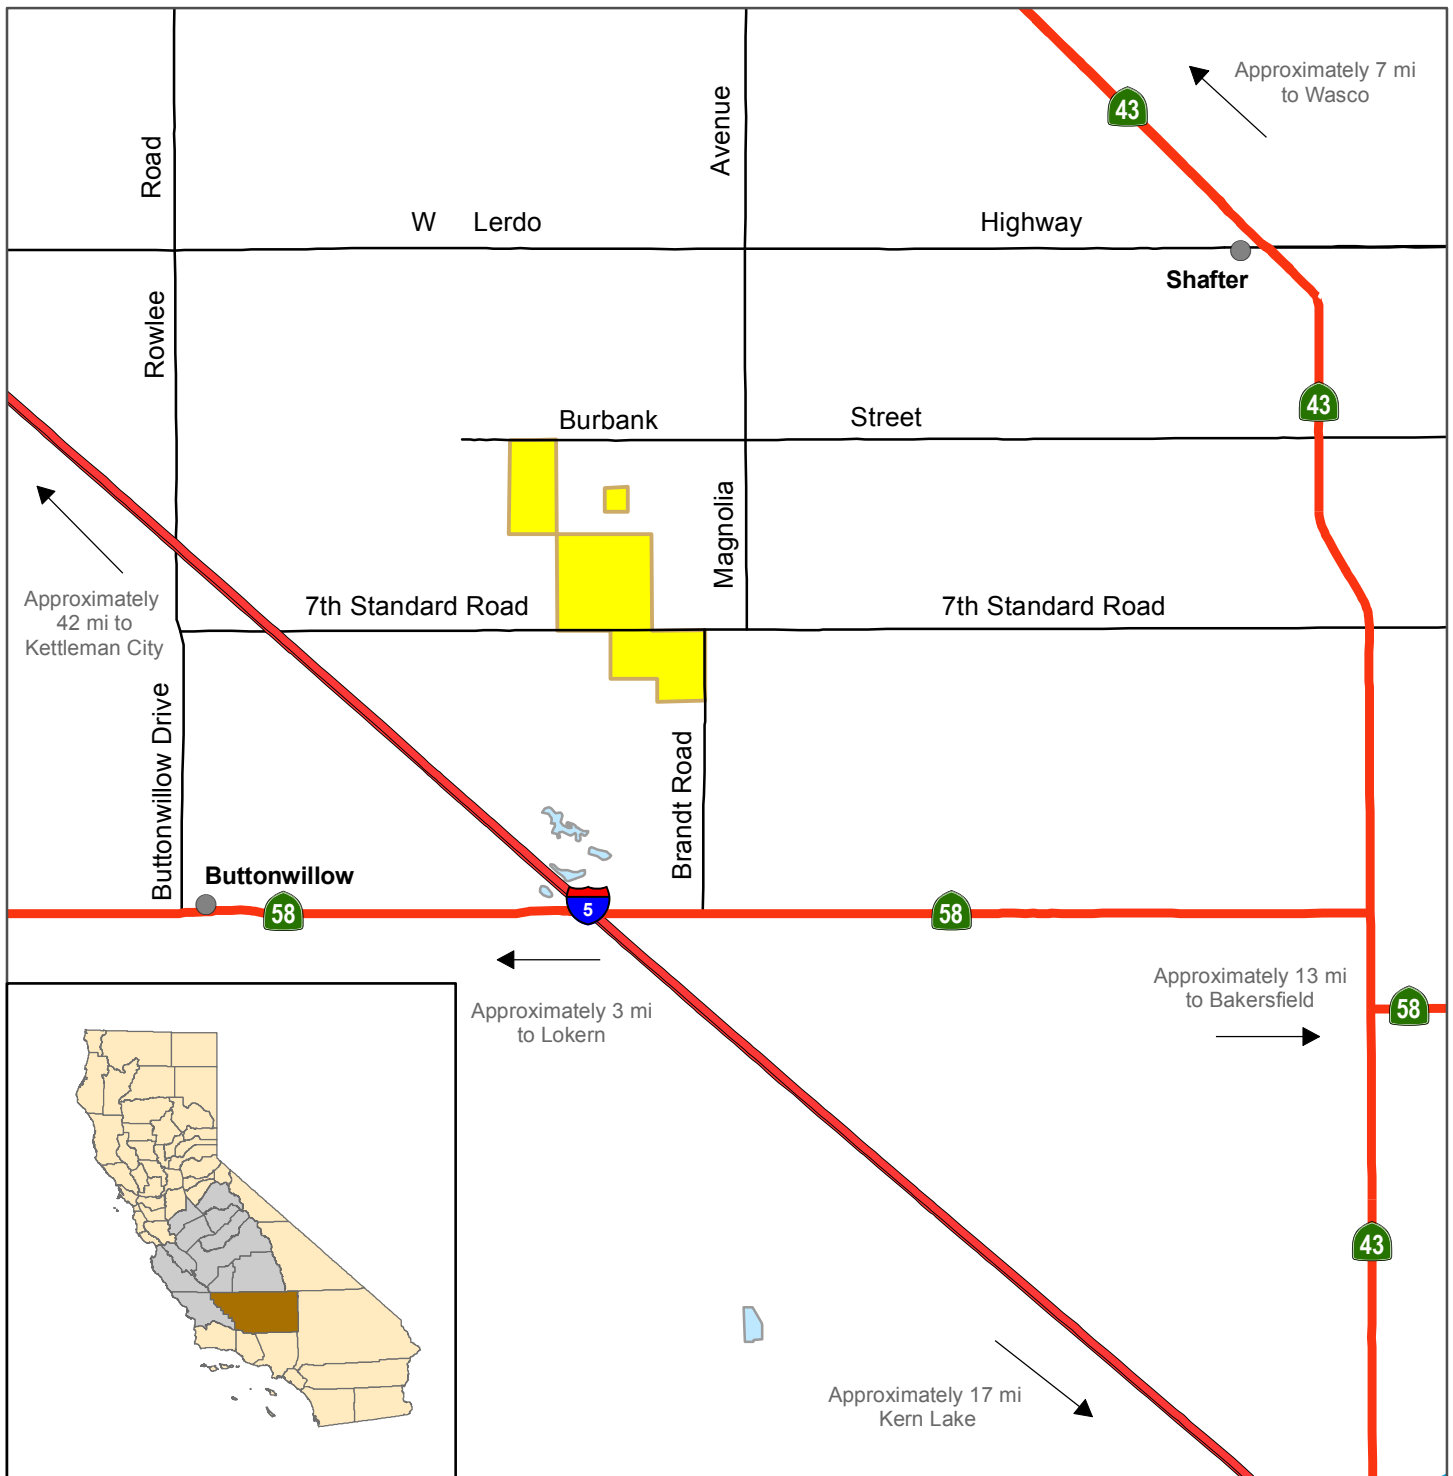 Approximately 7 mi
to Wasco
43
Avenue
Road
W Lerdo
Highway
Shafter
Rowlee
43
Burbank
Street
Magnolia
Approximately
42 mi to
Kettleman City
7th Standard Road
7th Standard Road
Buttonwillow Drive
Brandt Road
Buttonwillow
58
5
58
Approximately 3 mi
to Lokern
Approximately 13 mi
to Bakersfield
58
43
Approximately 17 mi
Kern Lake